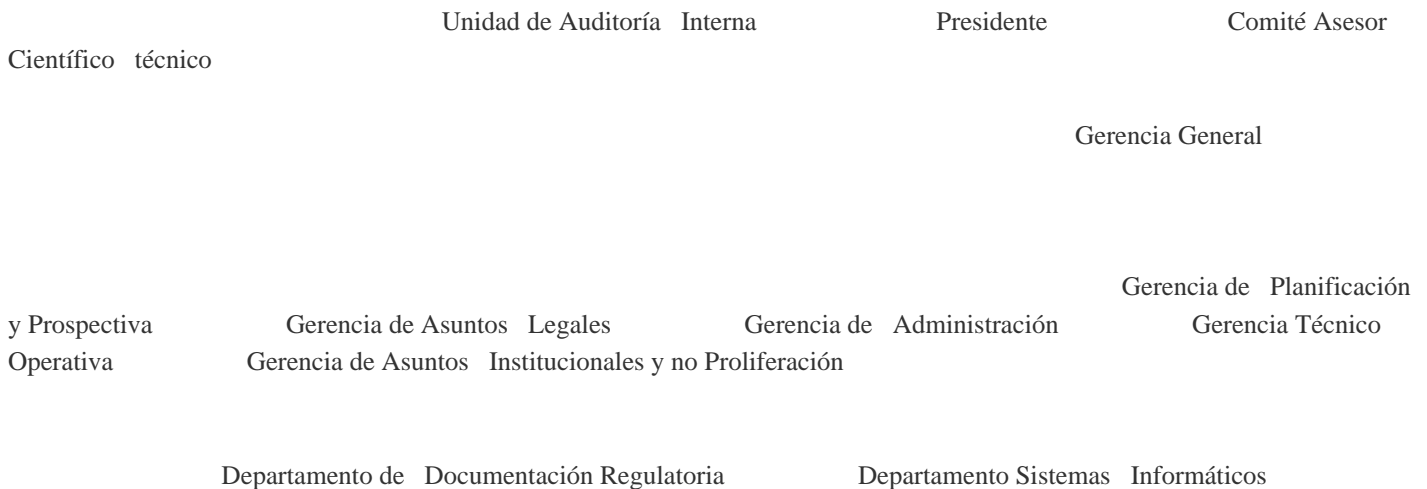 Unidad de Auditoría Interna Presidente Comité Asesor
Científico técnico
Gerencia General
Gerencia de Planificación
y Prospectiva Gerencia de Asuntos Legales Gerencia de Administración Gerencia Técnico
Operativa Gerencia de Asuntos Institucionales y no Proliferación
Departamento de Documentación Regulatoria Departamento Sistemas Informáticos